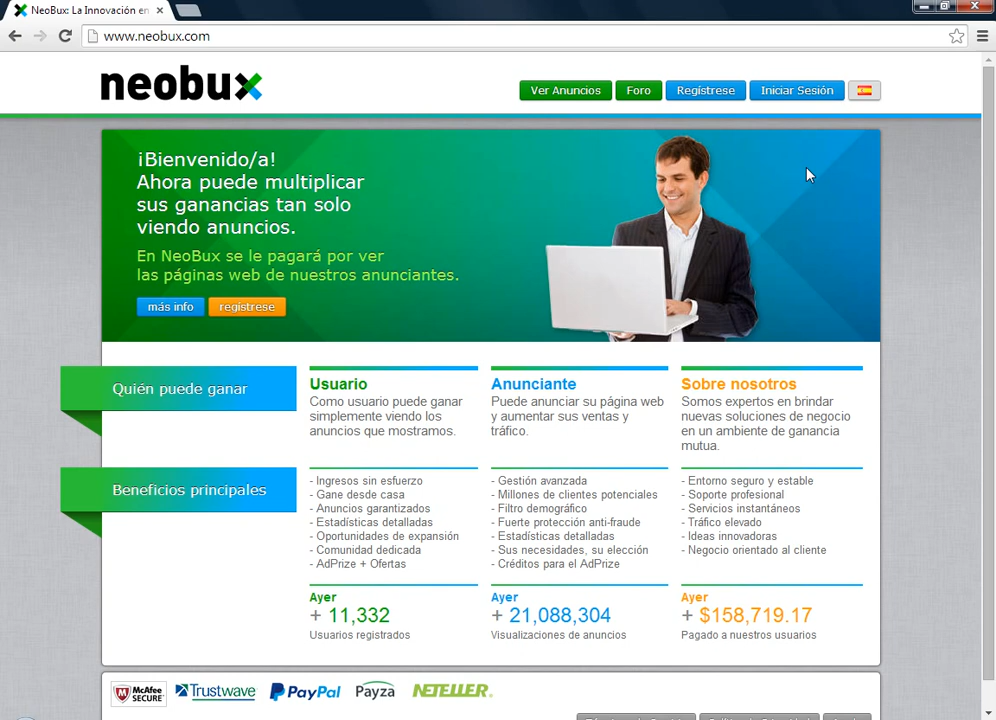 NeoBux: La Innovación en
www.neobux.com
neobux
Ver Anuncios
Foro
Regístrese
Iniciar Sesión
¡Bienvenido/a!
Ahora puede multiplicar
sus ganancias tan solo
viendo anuncios.
En NeoBux se le pagará por ver
las páginas web de nuestros anunciantes.
más info
regístrese
Quién puede ganar
Usuario
Como usuario puede ganar
simplemente viendo los
anuncios que mostramos.
Anunciante
Puede anunciar su página web
y aumentar sus ventas y
tráfico.
Sobre nosotros
Somos expertos en brindar
nuevas soluciones de negocio
en un ambiente de ganancia
mutua.
Beneficios principales
- Ingresos sin esfuerzo
- Gane desde casa
- Anuncios garantizados
- Estadísticas detalladas
- Oportunidades de expansión
- Comunidad dedicada
- AdPrize + Ofertas
- Gestión avanzada
- Millones de clientes potenciales
- Filtro demográfico
- Fuerte protección anti-fraude
- Estadísticas detalladas
- Sus necesidades, su elección
- Créditos para el AdPrize
- Entorno seguro y estable
- Soporte profesional
- Servicios instantáneos
- Tráfico elevado
- Ideas innovadoras
- Negocio orientado al cliente
Ayer
+ 11,332
Usuarios registrados
Ayer
+ 21,088,304
Visualizaciones de anuncios
Ayer
+ $158,719.17
Pagado a nuestros usuarios
McAfee
SECURE
Trustwave
PayPal
Payza
NETELLER